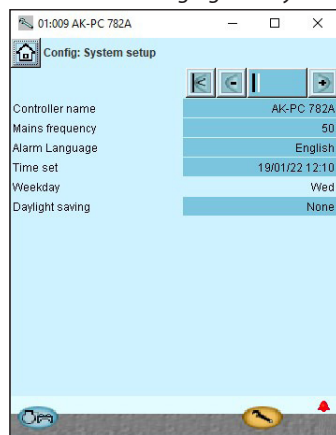 01:009 AK-PC 782A
Config: System setup
Controller name AK-PC 782A
Mains frequency 50
Alarm Language English
Time set 19/01/22 12:10
Weekday Wed
Daylight saving None